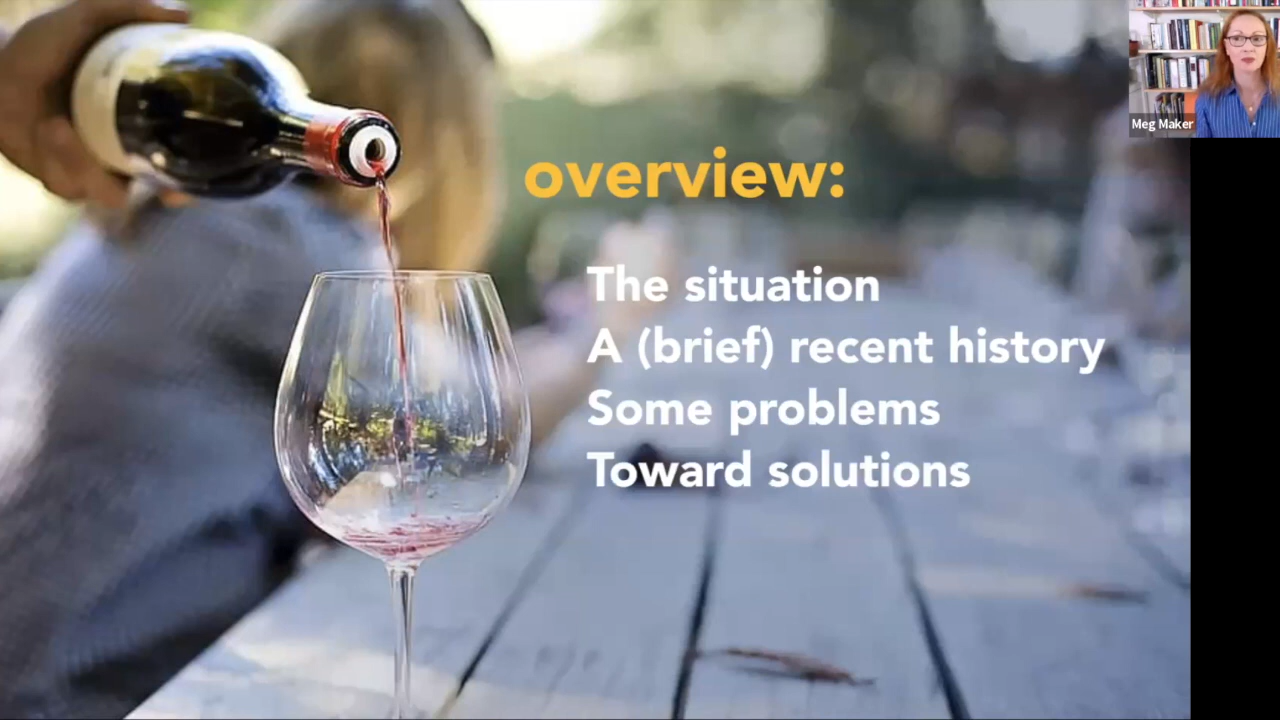 Meg Maker
overview:
The situation
A (brief) recent history
Some problems
Toward solutions